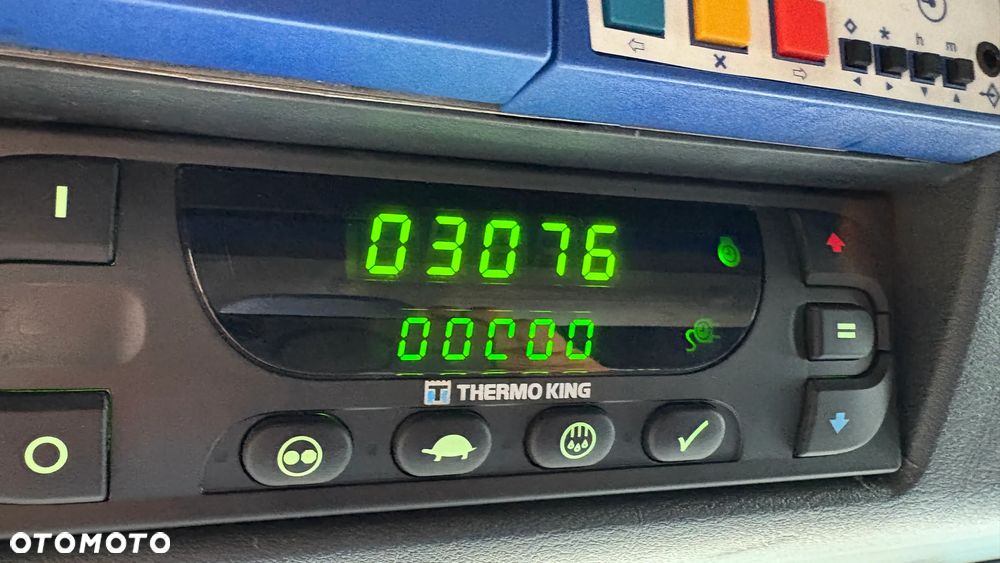 h m
I
03076
00C00
THERMO KING
=
O
OTOMOTO